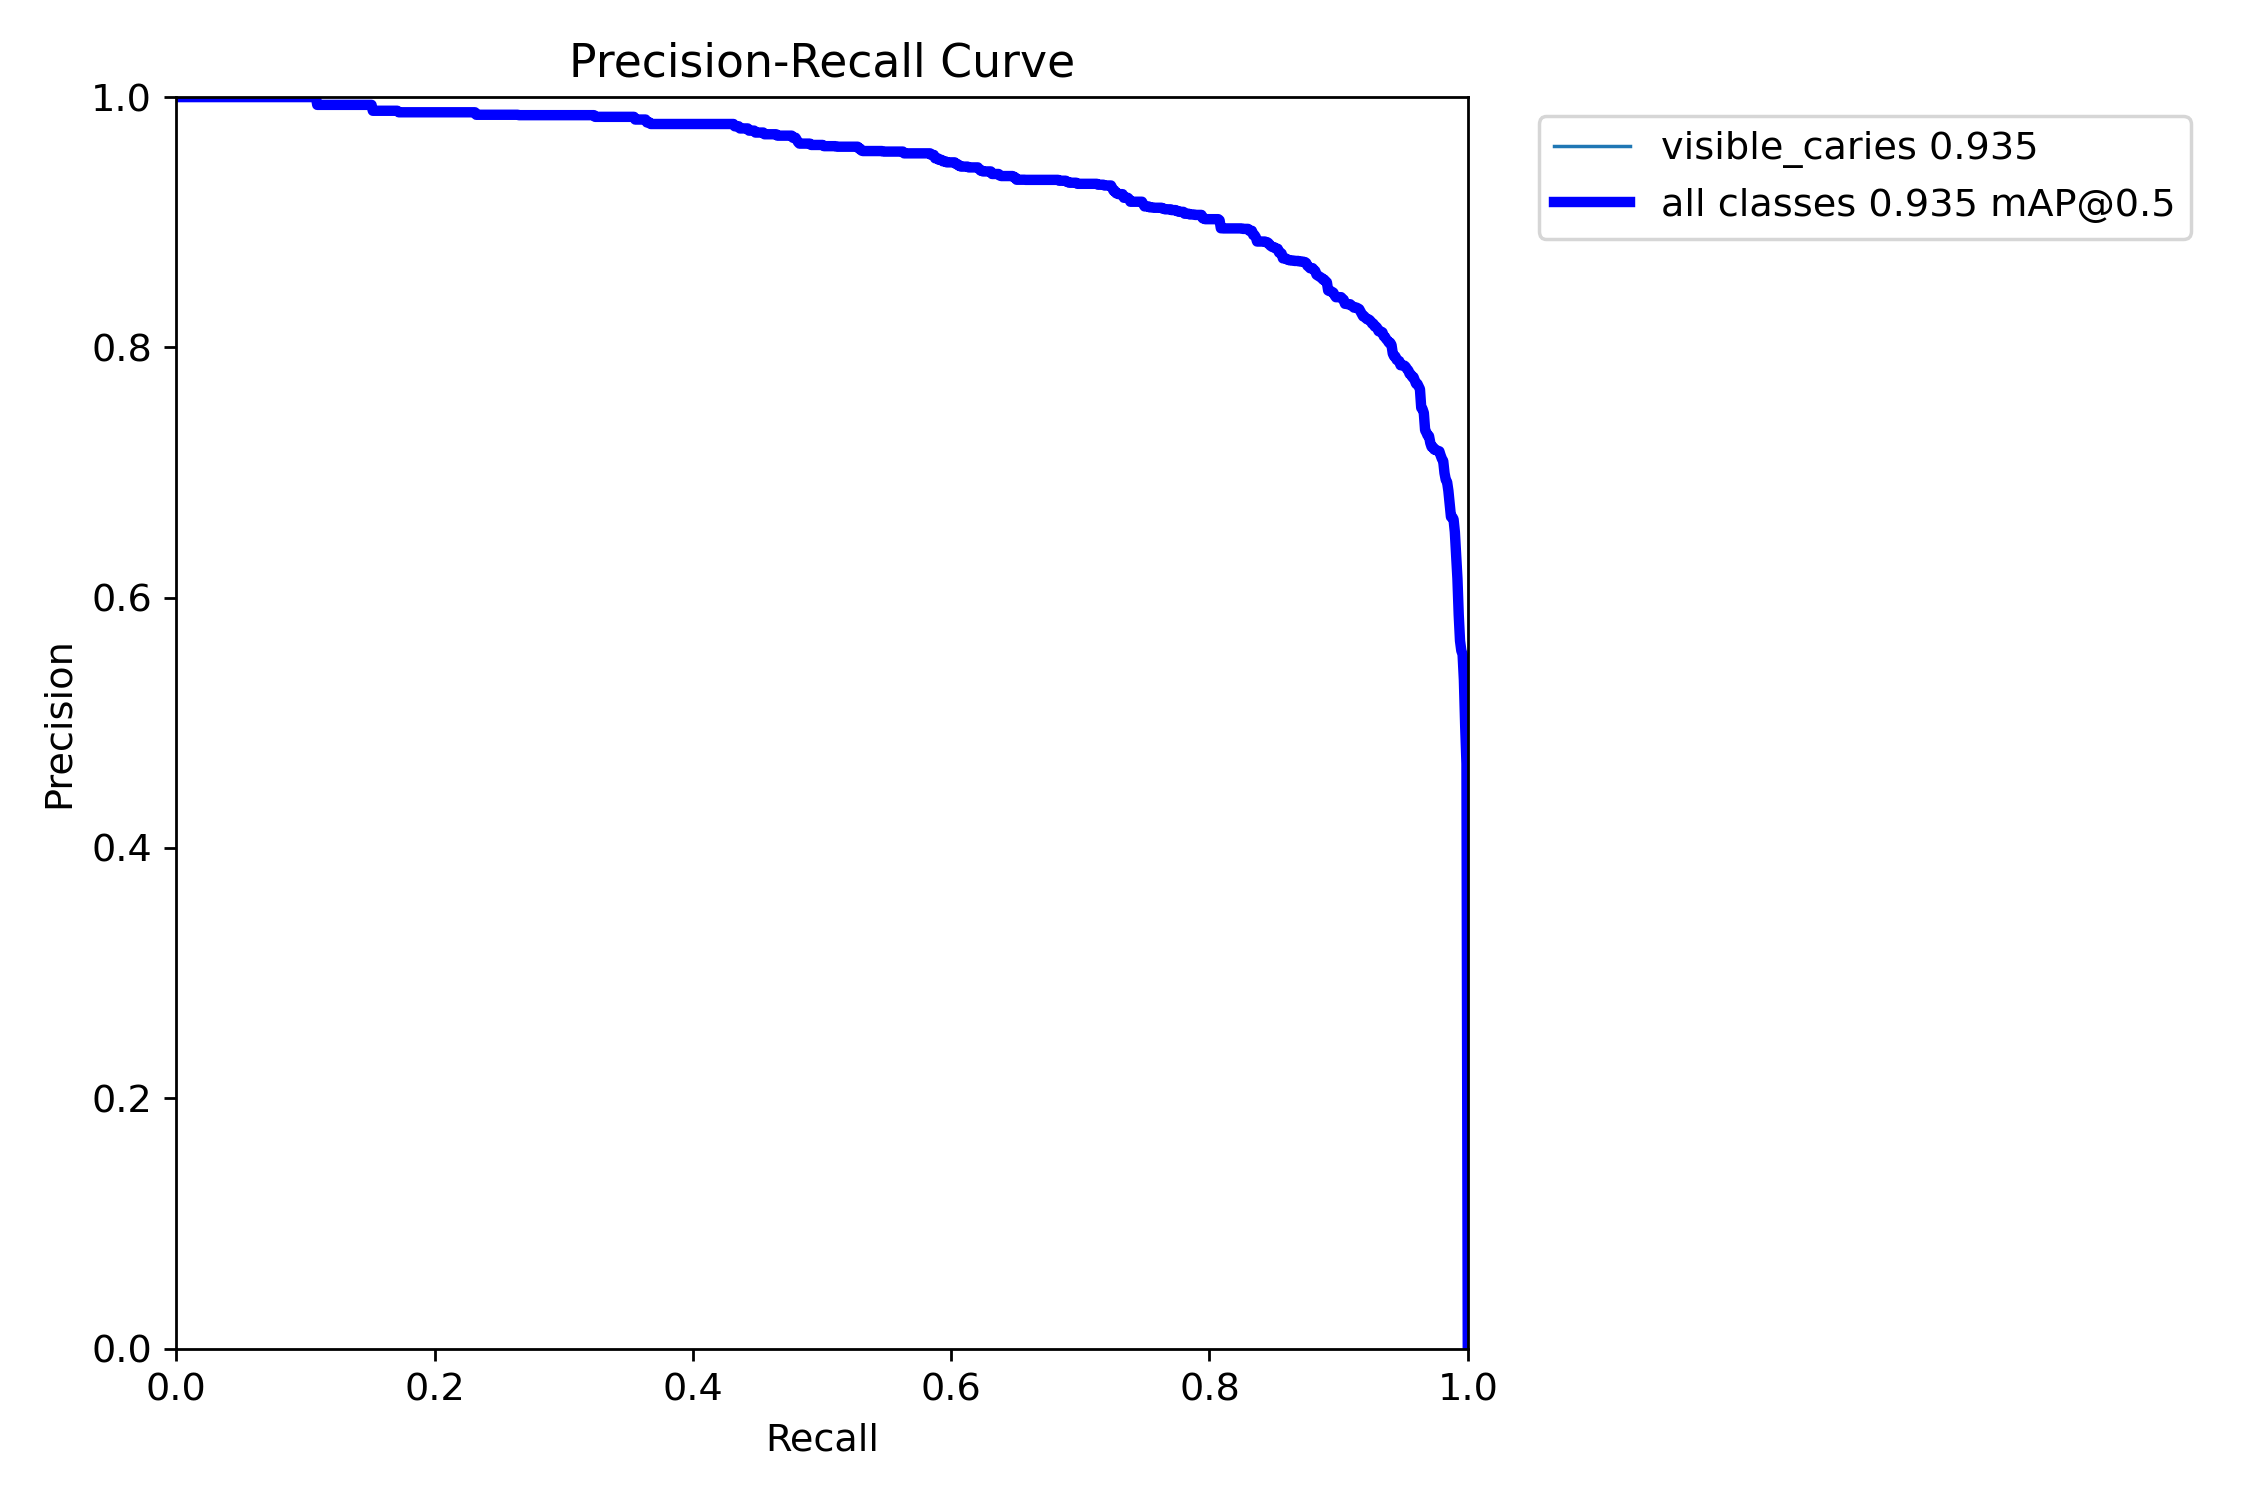 Precision-Recall Curve
visible_caries 0.935
all classes 0.935 mAP@0.5
Precision
1.0
0.8
0.6
0.4
0.2
0.0
0.0 0.2 0.4 0.6 0.8 1.0
Recall